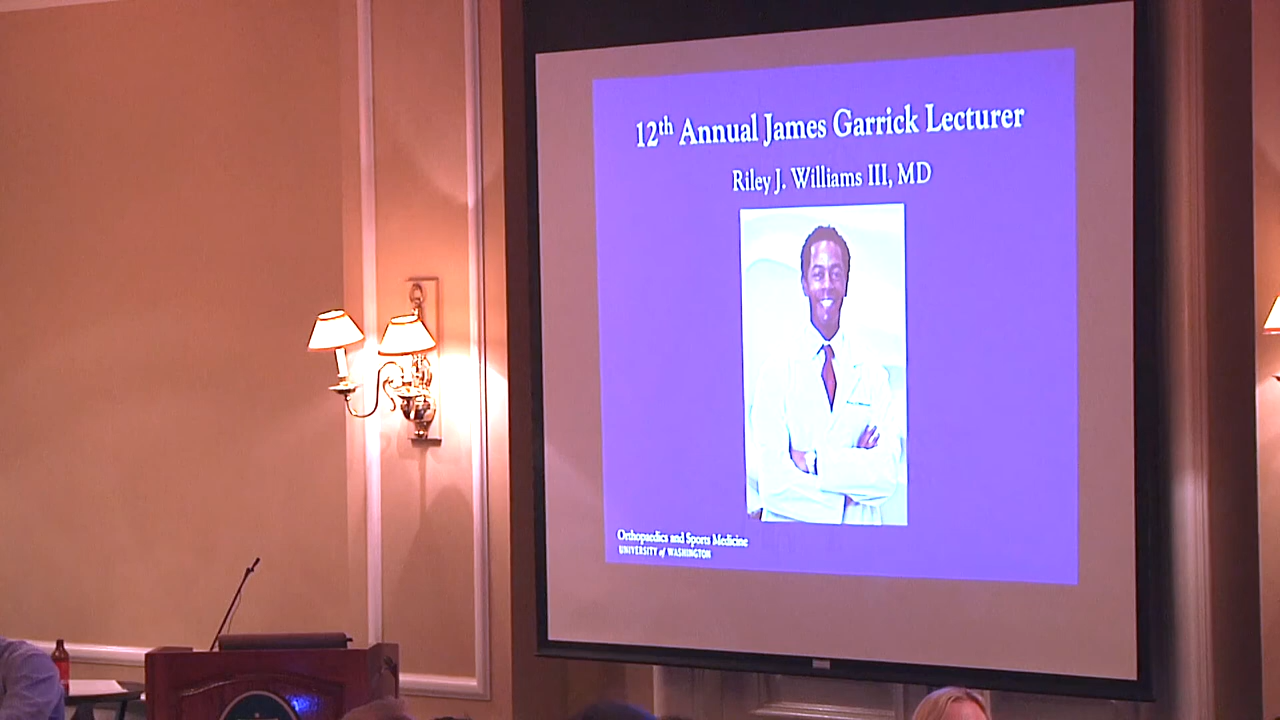 12th Annual James Garrick Lecturer
Riley J. Williams III, MD
Orthopaedics and Sports Medicine
UNIVERSITY of WASHINGTON